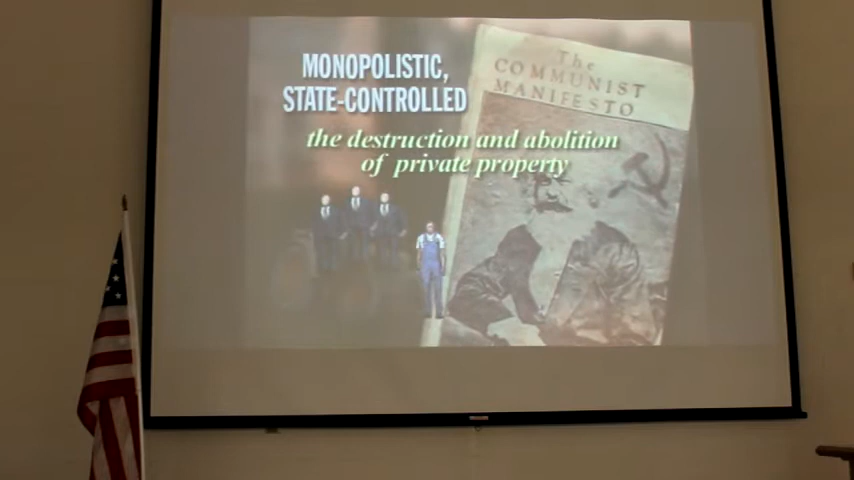 MONOPOLISTIC,
STATE-CONTROLLED
the destruction and abolition
of private property
The
COMMUNIST
MANIFESTO